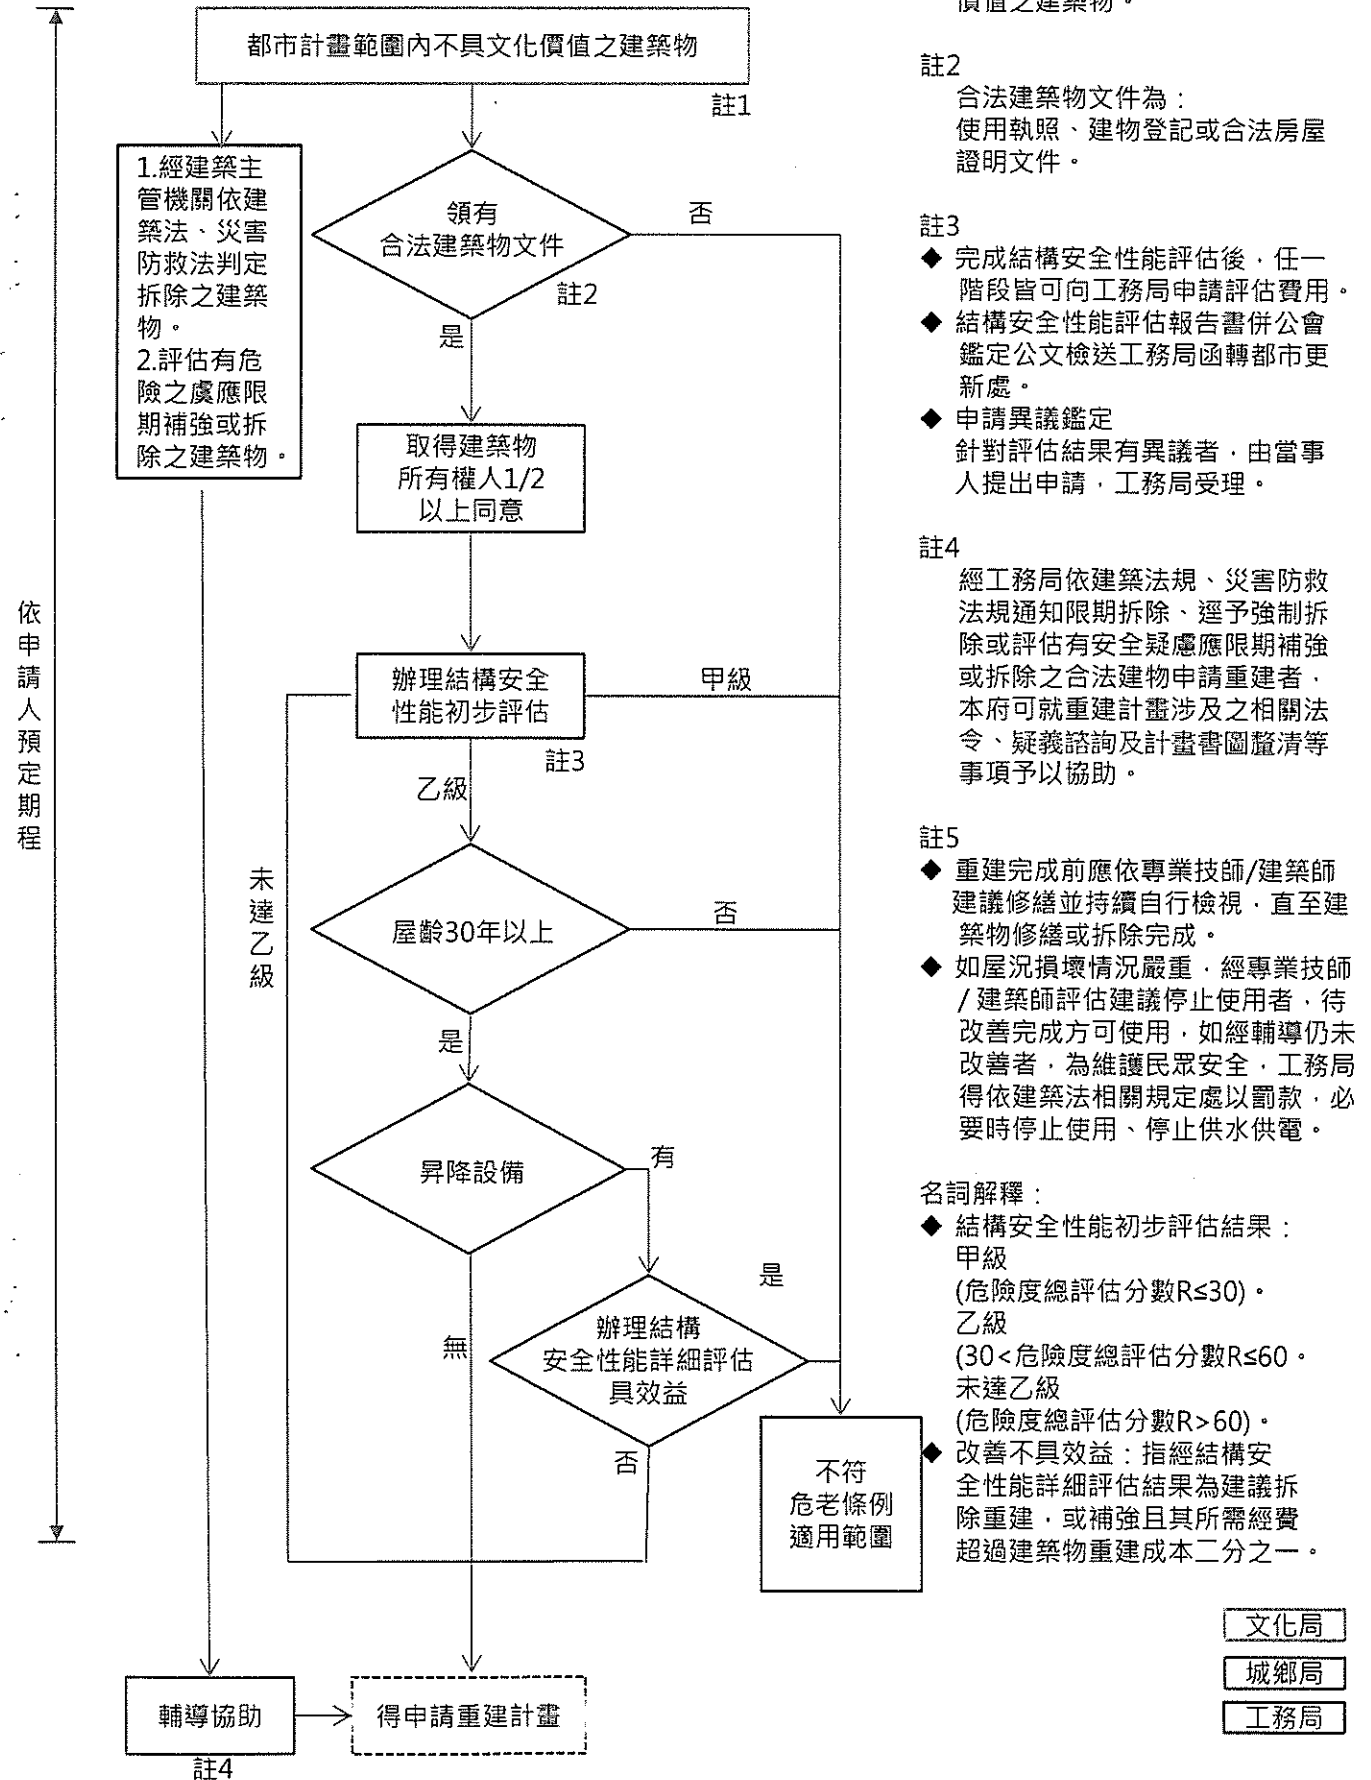 都市計畫範圍內不具文化價值之建築物
註1
1.經建築主
管機關依建
築法、災害
防救法判定
拆除之建築
物。
2.評估有危
險之虞應限
期補強或拆
除之建築物。
領有
合法建築物文件
註2
否
是
取得建築物
所有權人1/2
以上同意
辦理結構安全
性能初步評估
註3
甲級
乙級
未達乙級
屋齡30年以上
否
是
昇降設備
有
無
辦理結構
安全性能詳細評估
具效益
是
否
不符
危老條例
適用範圍
輔導協助
註4
得申請重建計畫
依申請人預定期程
價值之建築物。
註2
合法建築物文件為：
使用執照、建物登記或合法房屋
證明文件。
註3
◆ 完成結構安全性能評估後，任一
階段皆可向工務局申請評估費用。
◆ 結構安全性能評估報告書併公會
鑑定公文檢送工務局函轉都市更
新處。
◆ 申請異議鑑定
針對評估結果有異議者，由當事
人提出申請，工務局受理。
註4
經工務局依建築法規、災害防救
法規通知限期拆除、逕予強制拆
除或評估有安全疑慮應限期補強
或拆除之合法建物申請重建者，
本府可就重建計畫涉及之相關法
令、疑義諮詢及計畫書圖釐清等
事項予以協助。
註5
◆ 重建完成前應依專業技師/建築師
建議修繕並持續自行檢視，直至建
築物修繕或拆除完成。
◆ 如屋況損壞情況嚴重，經專業技師
/ 建築師評估建議停止使用者，待
改善完成方可使用，如經輔導仍未
改善者，為維護民眾安全，工務局
得依建築法相關規定處以罰款，必
要時停止使用、停止供水供電。
名詞解釋：
◆ 結構安全性能初步評估結果：
甲級
(危險度總評估分數R≤30)。
乙級
(30<危險度總評估分數R≤60。
未達乙級
(危險度總評估分數R>60)。
◆ 改善不具效益：指經結構安
全性能詳細評估結果為建議拆
除重建，或補強且其所需經費
超過建築物重建成本二分之一。
文化局
城鄉局
工務局